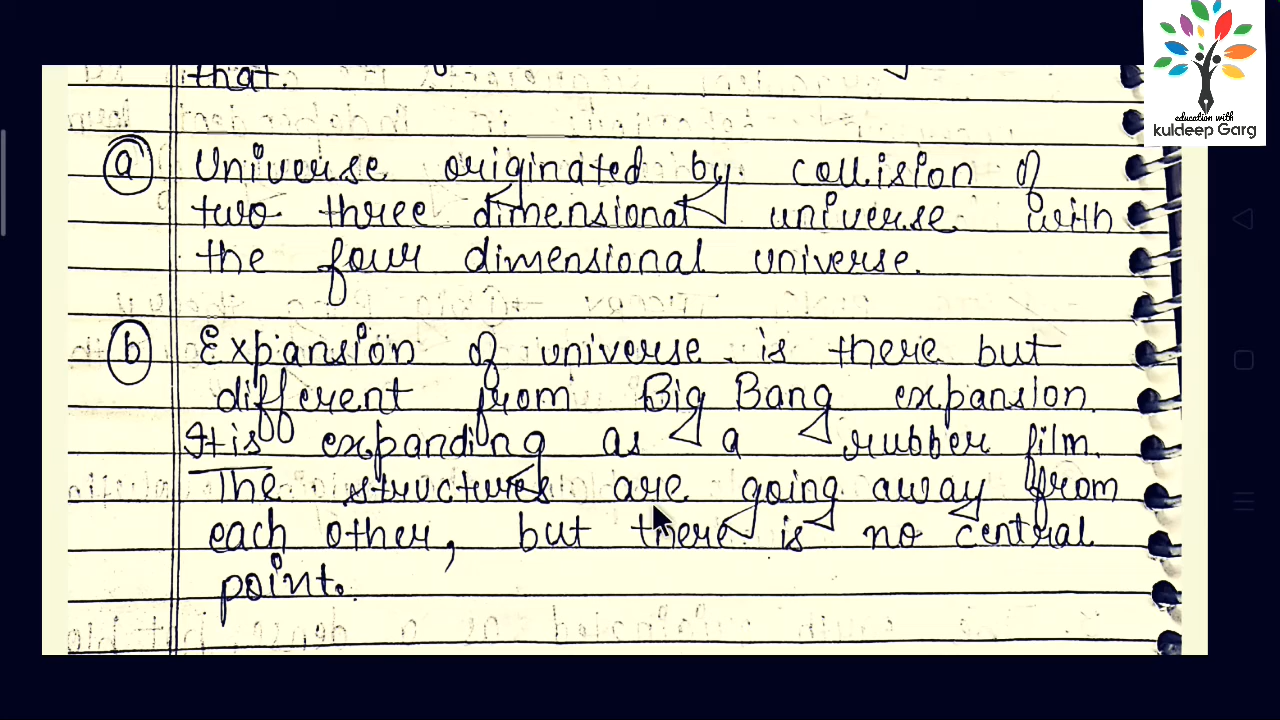 that.
education with
kuldeep Garg
a Universe originated by collision of
two three dimensional universe with
the four dimensional universe.
b Expansion of universe is there but
different from Big Bang expansion.
It is expanding as a rubber film.
The structures are going away from
each other, but there is no central
point.